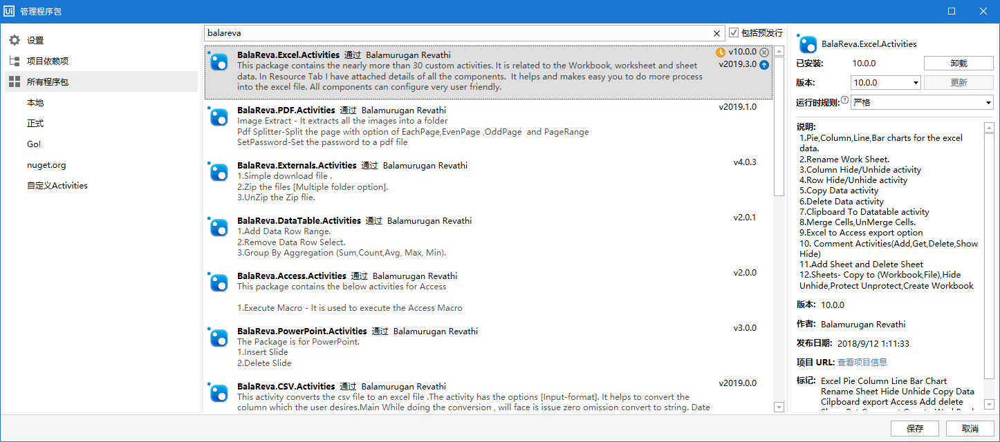 管理程序包
设置
项目依赖项
所有程序包
本地
正式
Go!
nuget.org
自定义Activities
balareva
包括预发行
BalaReva.Excel.Activities 通过 Balamurugan Revathi
v10.0.0
v2019.3.0
This package contains the nearly more than 30 custom activities. It is related to the Workbook, worksheet and sheet
data. In Resource Tab I have attached details of all the components. It helps and makes easy you to do more process
into the excel file. All components can configure very user friendly.
BalaReva.PDF.Activities 通过 Balamurugan Revathi
v2019.1.0
Image Extract - It extracts all the images into a folder
Pdf Splitter-Split the page with option of EachPage,EvenPage ,OddPage and PageRange
SetPassword-Set the password to a pdf file
BalaReva.Externals.Activities 通过 Balamurugan Revathi
v4.0.3
1.Simple download file .
2.Zip the files [Multiple folder option].
3.UnZip the Zip flie.
BalaReva.DataTable.Activities 通过 Balamurugan Revathi
v2.0.1
1.Add Data Row Range.
2.Remove Data Row Select.
3.Group By Aggregation (Sum,Count,Avg, Max, Min).
BalaReva.Access.Activities 通过 Balamurugan Revathi
v2.0.0
This package contains the below activities for Access
1.Execute Macro - It is used to execute the Access Macro
BalaReva.PowerPoint.Activities 通过 Balamurugan Revathi
v3.0.0
The Package is for PowerPoint.
1.Insert Slide
2.Delete Slide
BalaReva.CSV.Activities 通过 Balamurugan Revathi
v2019.0.0
This activity converts the csv file to an excel file .The activity has the options [Input-format]. It helps to convert the
column which the user desires.Main While doing the conversion , will face is issue zero omission convert to string. Date
BalaReva.Excel.Activities
已安装: 10.0.0 卸载
版本: 10.0.0 更新
运行时规则: ? 严格
说明:
1.Pie,Column,Line,Bar charts for the excel
data.
2.Rename Work Sheet.
3.Column Hide/Unhide activity
4.Row Hide/Unhide activity
5.Copy Data activity
6.Delete Data activity
7.Clipboard To Datatable activity
8.Merge Cells,UnMerge Cells.
9.Excel to Access export option
10. Comment Activities(Add,Get,Delete,Show
Hide)
11.Add Sheet and Delete Sheet
12.Sheets- Copy to (Workbook,File),Hide
Unhide,Protect Unprotect,Create Workbook
版本: 10.0.0
作者: Balamurugan Revathi
发布日期: 2018/9/12 1:11:33
项目 URL: 查看项目信息
标记: Excel Pie Column Line Bar Chart
Rename Sheet Hide Unhide Copy Data
Cilpboard export Access Add delete
保存
取消